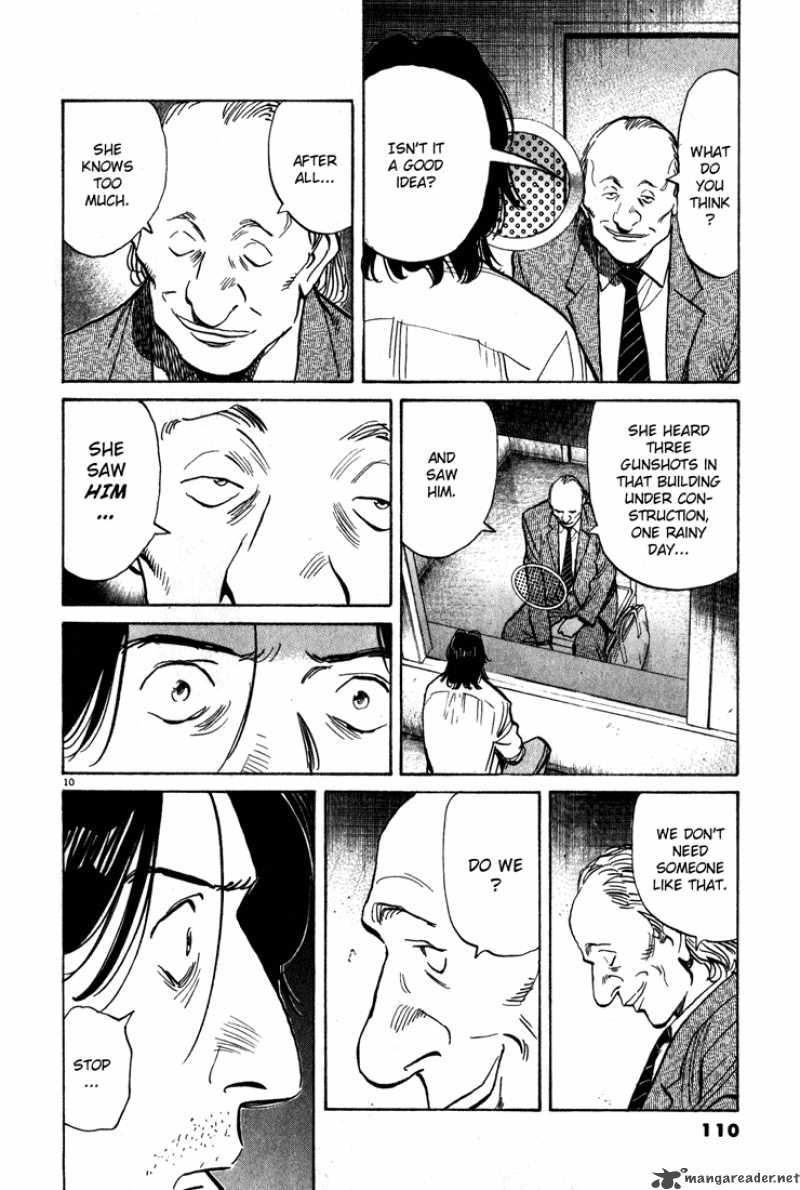 WHAT
DO
YOU
THINK
?
ISN'T IT
A GOOD
IDEA?
AFTER
ALL...
SHE
KNOWS
TOO
MUCH.
SHE HEARD
THREE
GUNSHOTS IN
THAT BUILDING
UNDER CON-
STRUCTION,
ONE RAINY
DAY...
AND
SAW
HIM.
SHE
SAW
HIM
...
10
WE DON'T
NEED
SOMEONE
LIKE THAT.
DO WE
?
STOP
...
110
mangareader.net